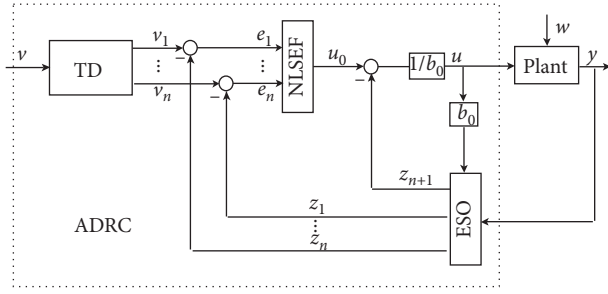 v
TD
v₁
⋮
vₙ
−
−
e₁
⋮
eₙ
NLSEF
u₀
−
1/b₀
u
b₀
w
Plant
y
zₙ₊₁
z₁
⋮
zₙ
ESO
ADRC